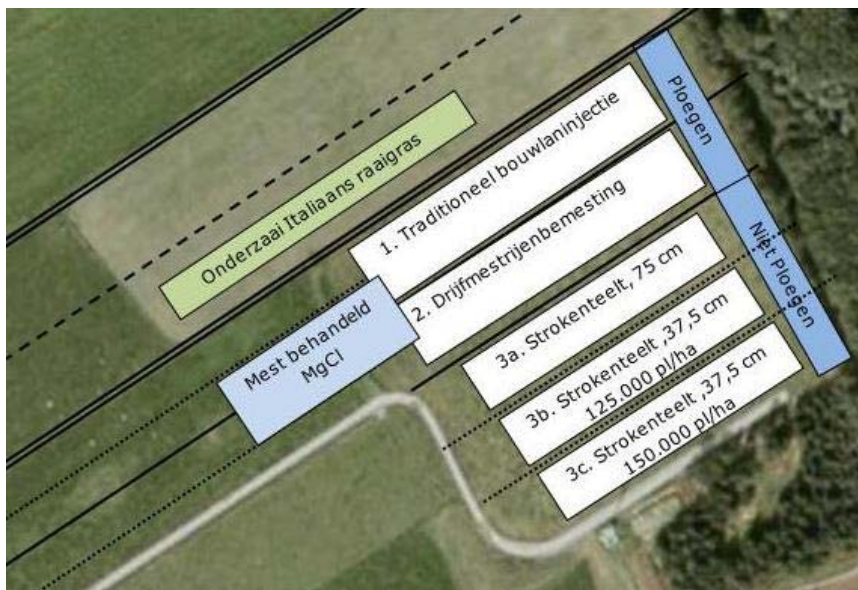 Ploegen
Niet Ploegen
Onderzaai Italiaans raaigras
1. Traditioneel bouwlaninjectie
2. Drijfmestrijenbemesting
Mest behandeld
MgCl
3a. Strokenteelt, 75 cm
3b. Strokenteelt ,37,5 cm
125.000 pl/ha
3c. Strokenteelt ,37,5 cm
150.000 pl/ha